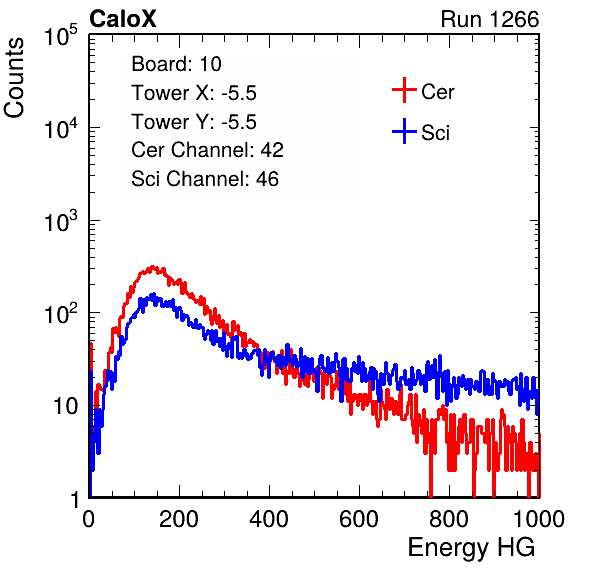 CaloX Run 1266
Counts
10^5
10^4
10^3
10^2
10
1
Board: 10
Tower X: -5.5
Tower Y: -5.5
Cer Channel: 42
Sci Channel: 46
Cer
Sci
0 200 400 600 800 1000
Energy HG